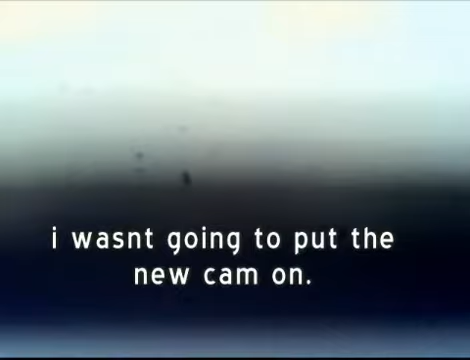 i wasnt going to put the
new cam on.